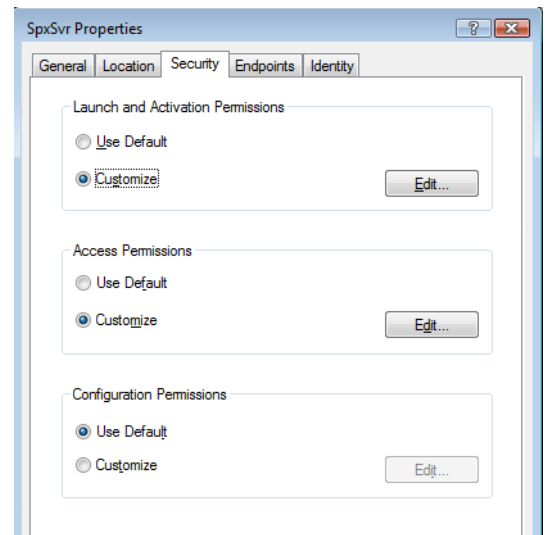 SpxSvr Properties
General Location Security Endpoints Identity
Launch and Activation Permissions
Use Default
Customize
Edit...
Access Permissions
Use Default
Customize
Edit...
Configuration Permissions
Use Default
Customize
Edit...